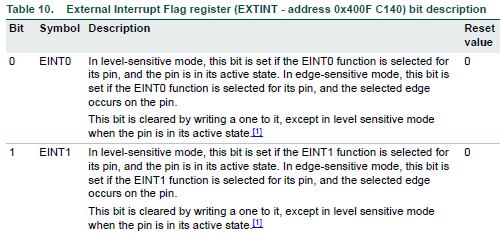 Table 10. External Interrupt Flag register (EXTINT - address 0x400F C140) bit description
Bit Symbol Description Reset
value
0 EINT0 In level-sensitive mode, this bit is set if the EINT0 function is selected for 0
its pin, and the pin is in its active state. In edge-sensitive mode, this bit is
set if the EINT0 function is selected for its pin, and the selected edge
occurs on the pin.
This bit is cleared by writing a one to it, except in level sensitive mode
when the pin is in its active state.[1]
1 EINT1 In level-sensitive mode, this bit is set if the EINT1 function is selected for 0
its pin, and the pin is in its active state. In edge-sensitive mode, this bit is
set if the EINT1 function is selected for its pin, and the selected edge
occurs on the pin.
This bit is cleared by writing a one to it, except in level sensitive mode
when the pin is in its active state.[1]